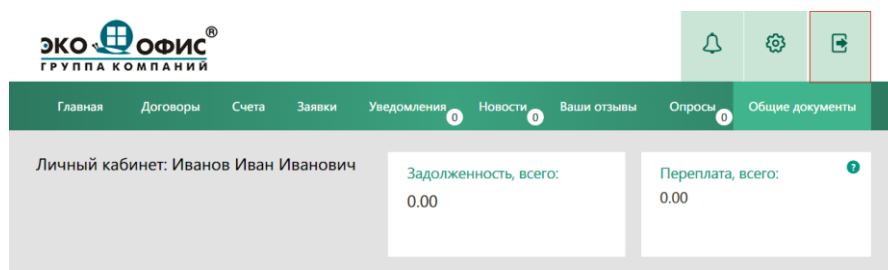 ЭКО ОФИС®
ГРУППА КОМПАНИЙ
Главная Договоры Счета Заявки Уведомления 0 Новости 0 Ваши отзывы Опросы 0 Общие документы
Личный кабинет: Иванов Иван Иванович
Задолженность, всего:
0.00
Переплата, всего: ?
0.00